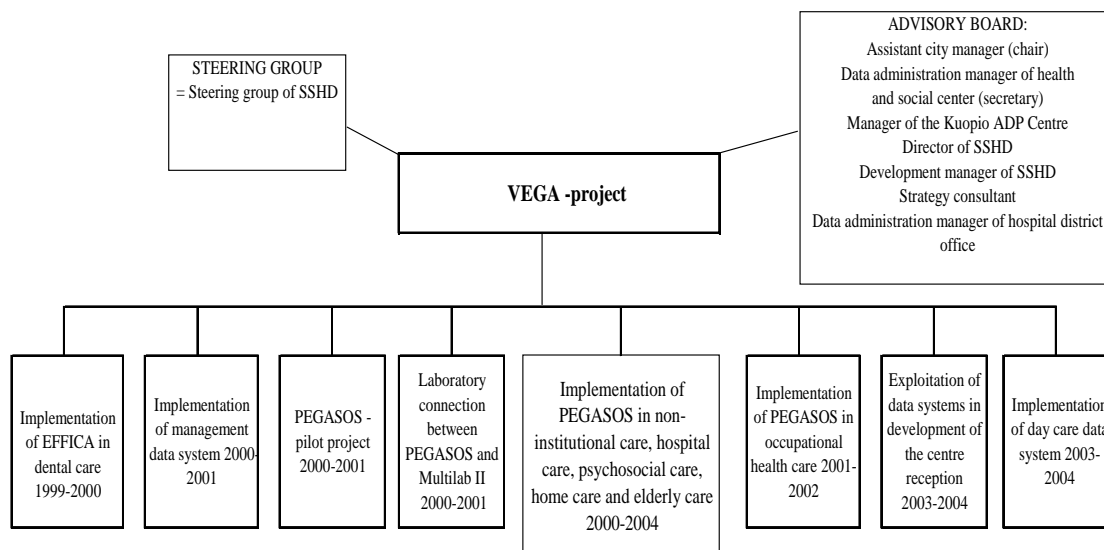 STEERING GROUP
= Steering group of SSHD
ADVISORY BOARD:
Assistant city manager (chair)
Data administration manager of health
and social center (secretary)
Manager of the Kuopio ADP Centre
Director of SSHD
Development manager of SSHD
Strategy consultant
Data administration manager of hospital district
office
VEGA -project
Implementation
of EFFICA in
dental care
1999-2000
Implementation
of management
data system 2000-
2001
PEGASOS -
pilot project
2000-2001
Laboratory
connection
between
PEGASOS and
Multilab II
2000-2001
Implementation of
PEGASOS in non-
institutional care, hospital
care, psychosocial care,
home care and elderly care
2000-2004
Implementation
of PEGASOS in
occupational
health care 2001-
2002
Exploitation of
data systems in
development of
the centre
reception
2003-2004
Implementation
of day care data
system 2003-
2004